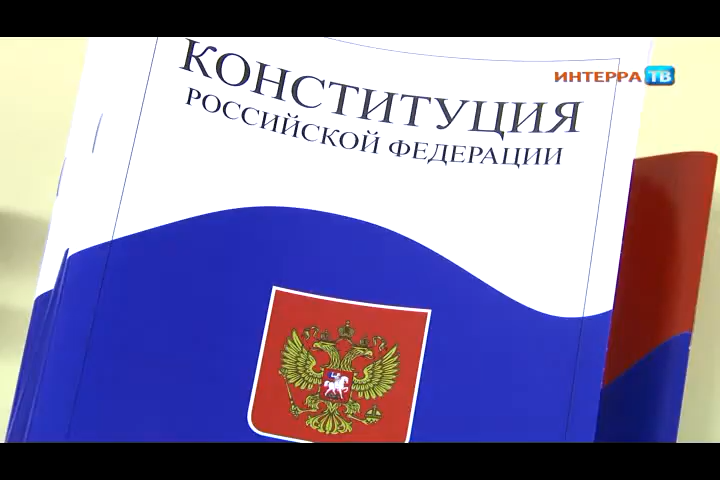 ИНТЕРРА ТВ
КОНСТИТУЦИЯ
РОССИЙСКОЙ ФЕДЕРАЦИИ